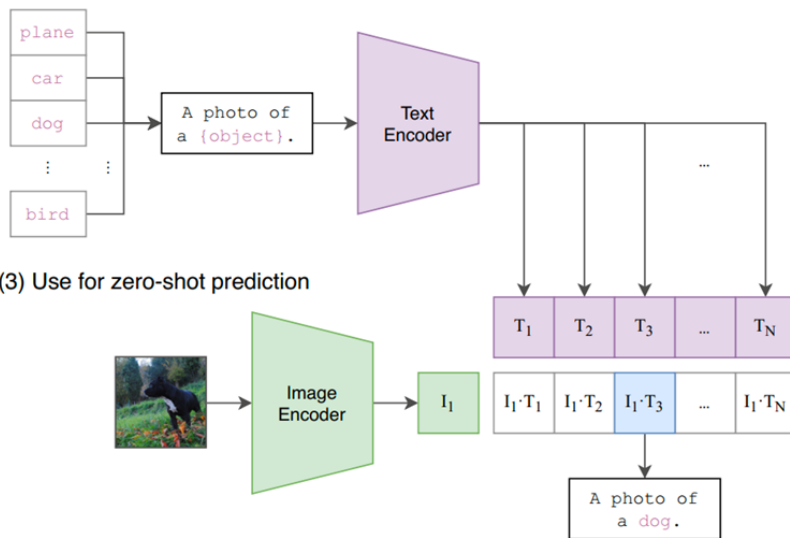 plane
car
dog
⋮ ⋮
bird
A photo of
a {object}.
Text
Encoder
...
(3) Use for zero-shot prediction
T1 T2 T3 ... TN
Image
Encoder
I1
I1·T1 I1·T2 I1·T3 ... I1·TN
A photo of
a dog.